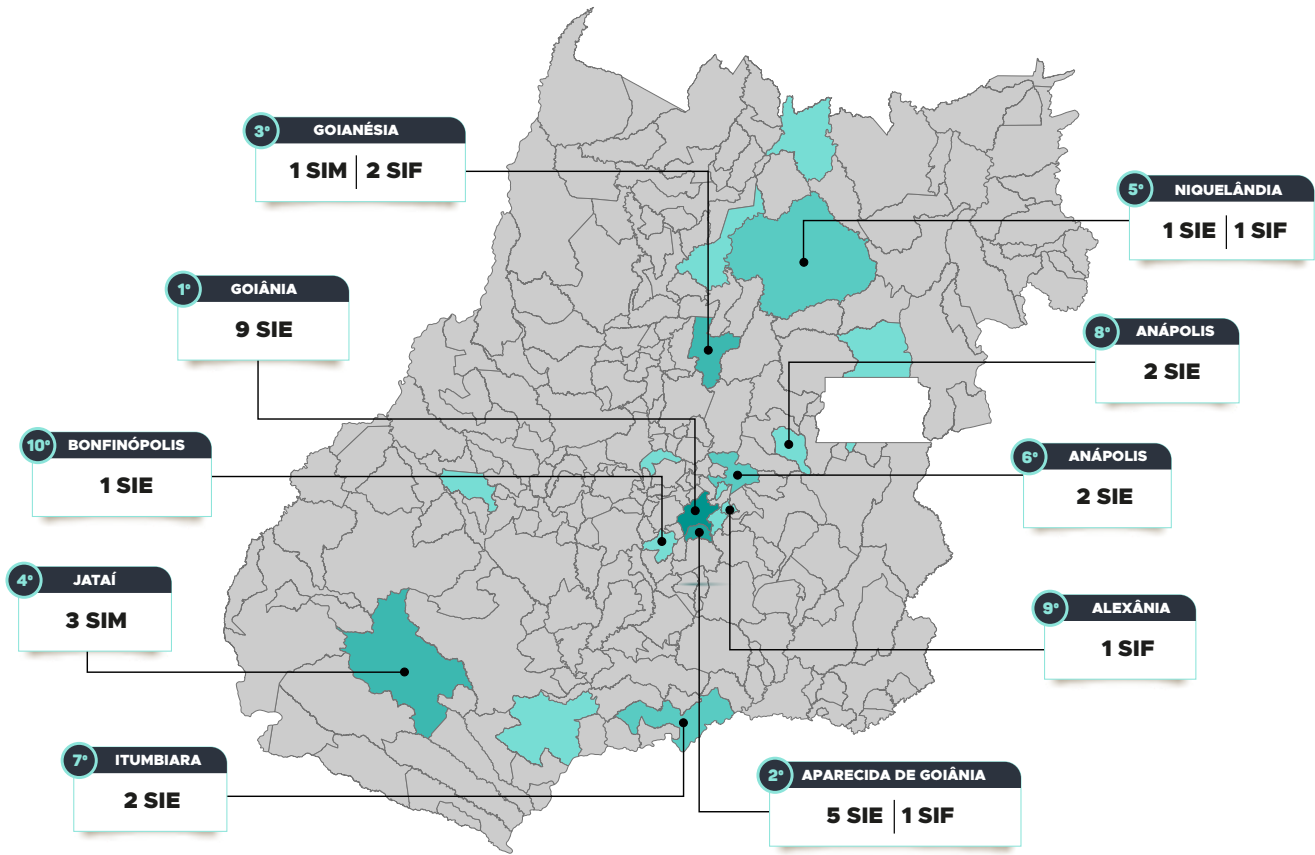 3º GOIANÉSIA
1 SIM | 2 SIF
5º NIQUELÂNDIA
1 SIE | 1 SIF
1º GOIÂNIA
9 SIE
8º ANÁPOLIS
2 SIE
10º BONFINÓPOLIS
1 SIE
6º ANÁPOLIS
2 SIE
4º JATAÍ
3 SIM
9º ALEXÂNIA
1 SIF
7º ITUMBIARA
2 SIE
2º APARECIDA DE GOIÂNIA
5 SIE | 1 SIF